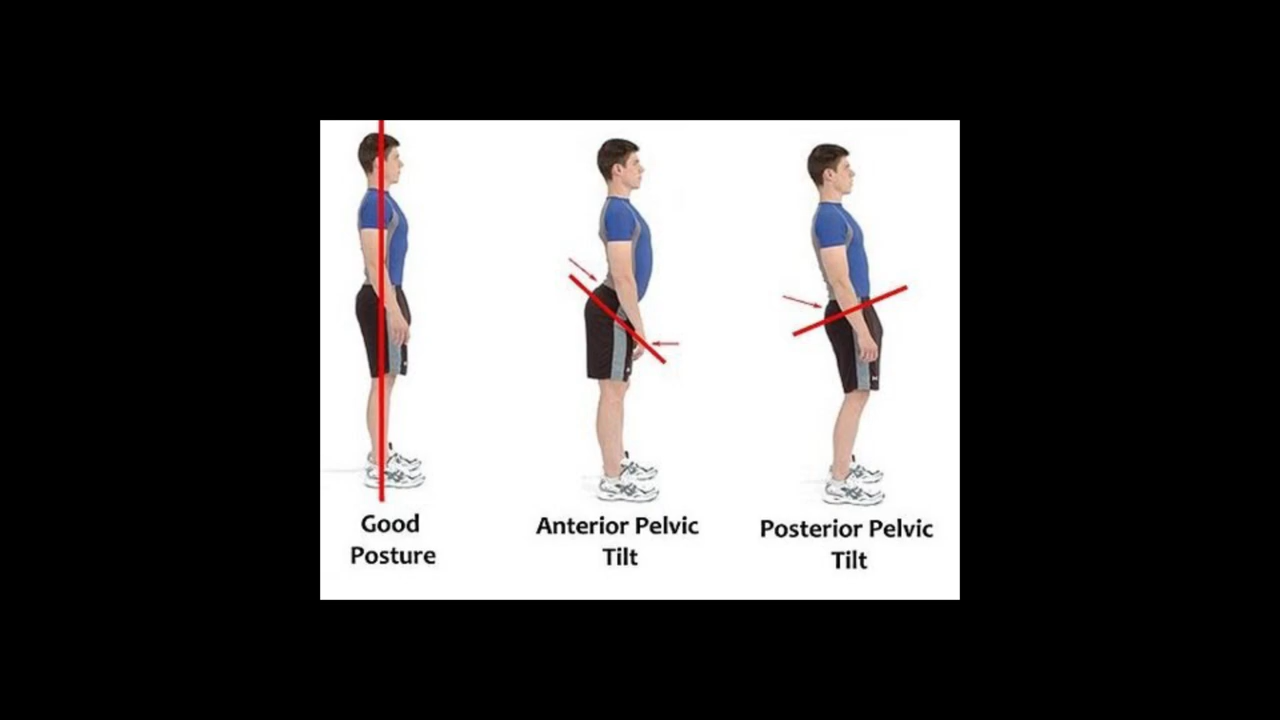 Good
Posture
Anterior Pelvic
Tilt
Posterior Pelvic
Tilt